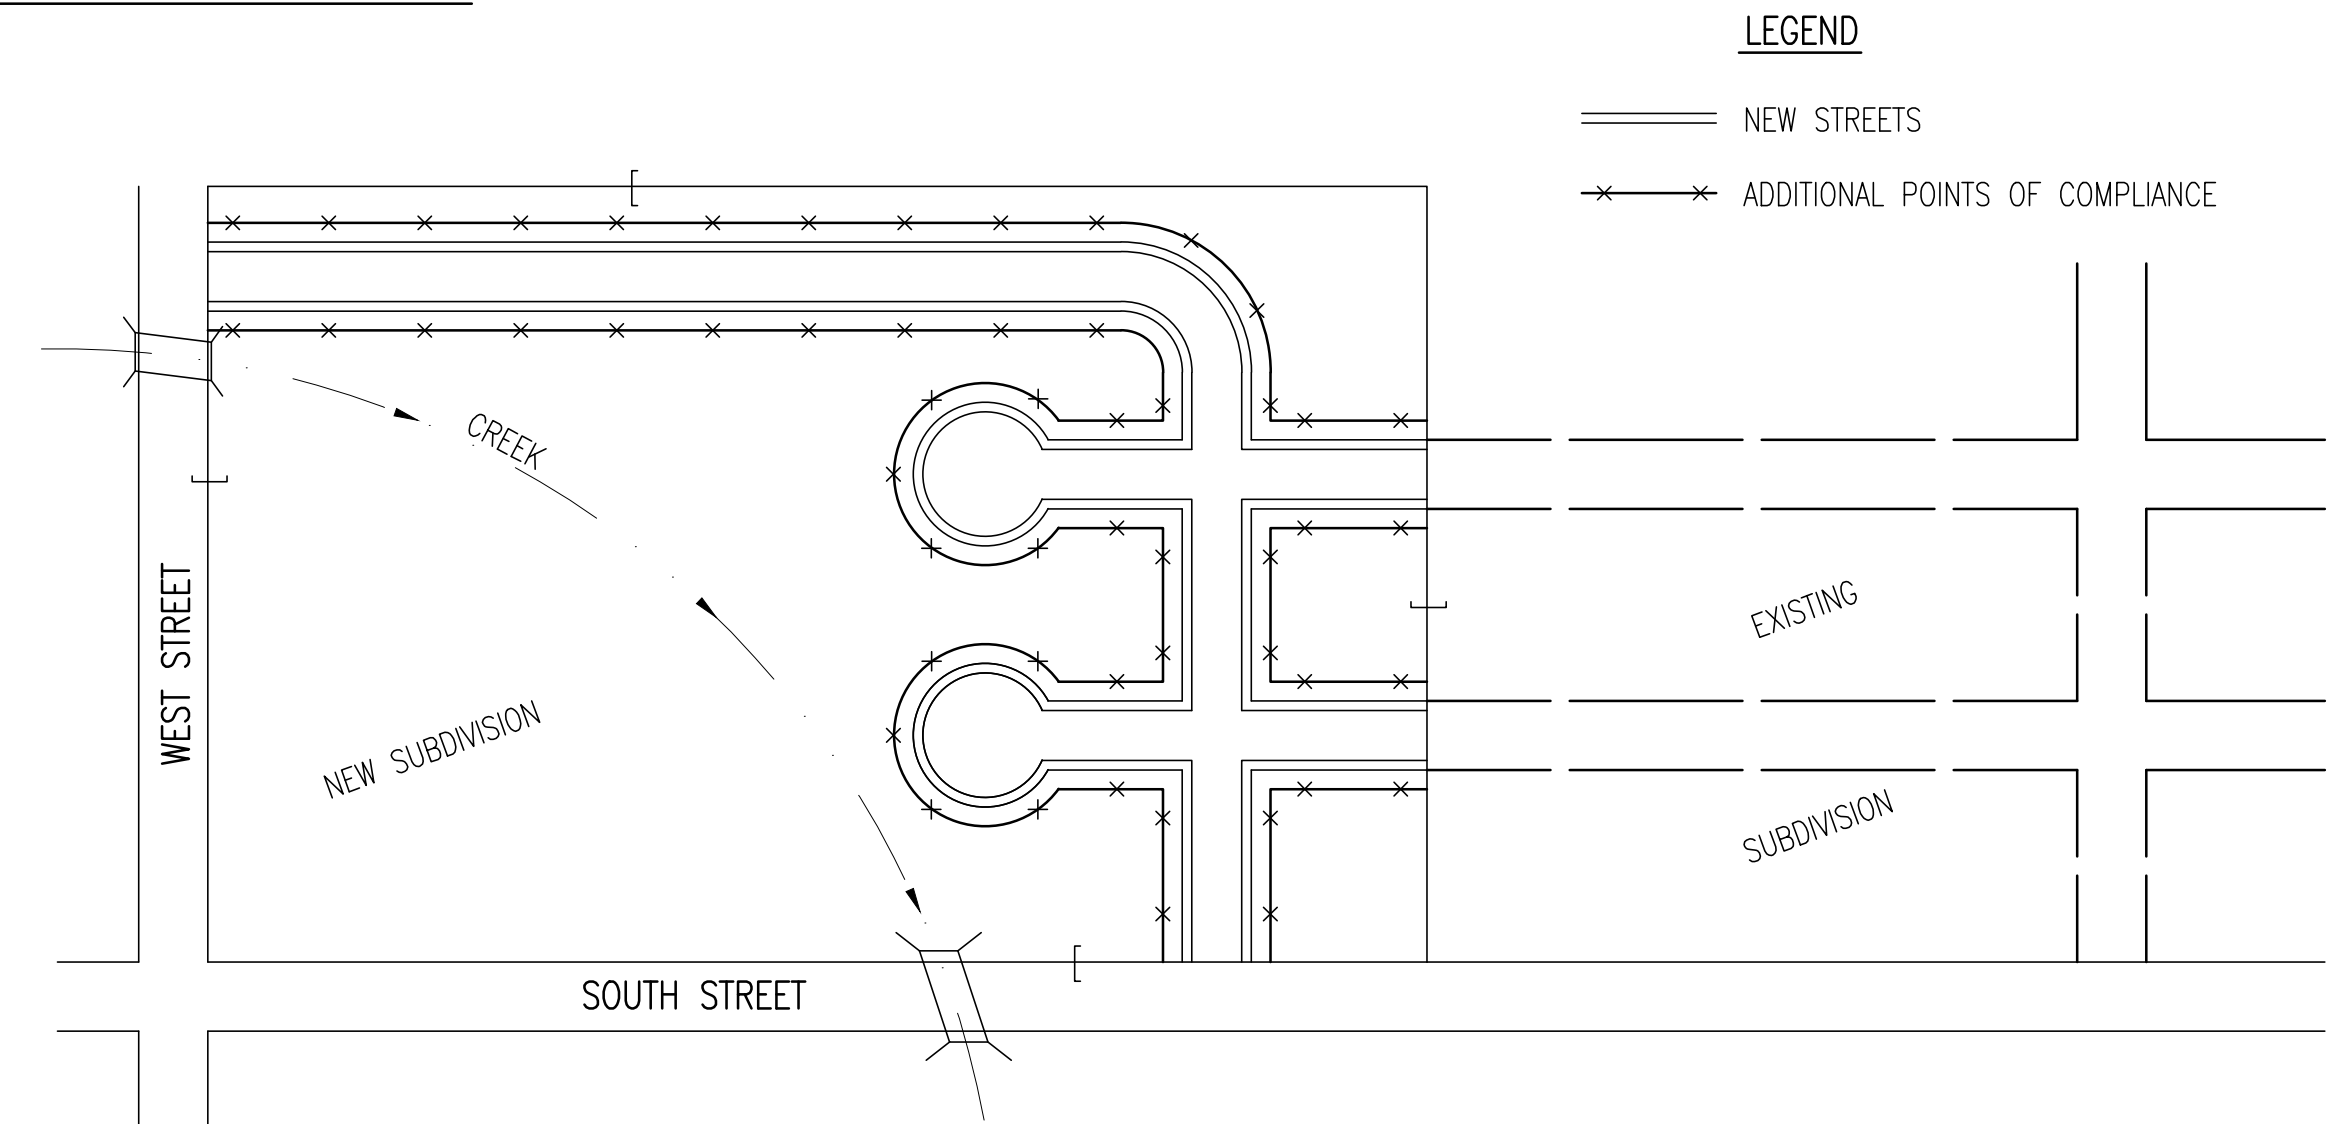 LEGEND
NEW STREETS
ADDITIONAL POINTS OF COMPLIANCE
CREEK
WEST STREET
EXISTING
NEW SUBDIVISION
SUBDIVISION
SOUTH STREET